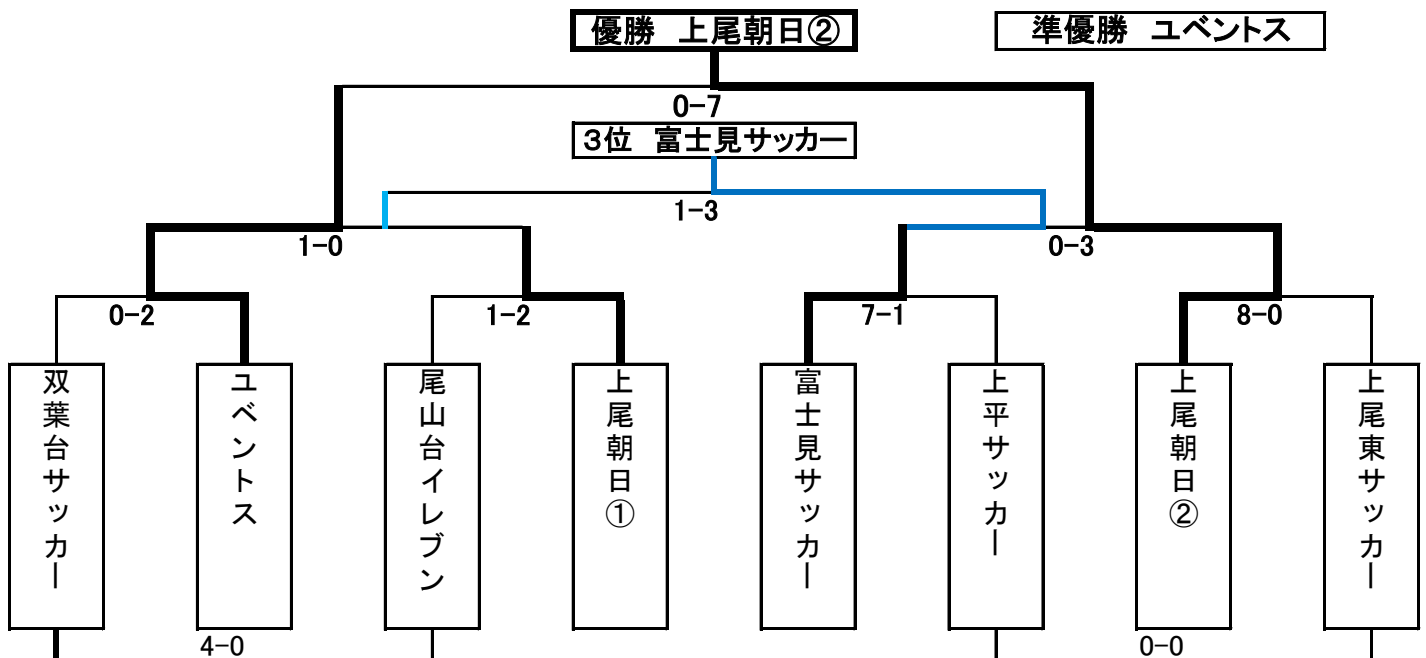 優勝　上尾朝日②
準優勝　ユベントス
0-7
３位　富士見サッカー
1-3
1-0
0-3
0-2
1-2
7-1
8-0
双葉台サッカー
ユベントス
尾山台イレブン
上尾朝日①
富士見サッカー
上平サッカー
上尾朝日②
上尾東サッカー
4-0
0-0